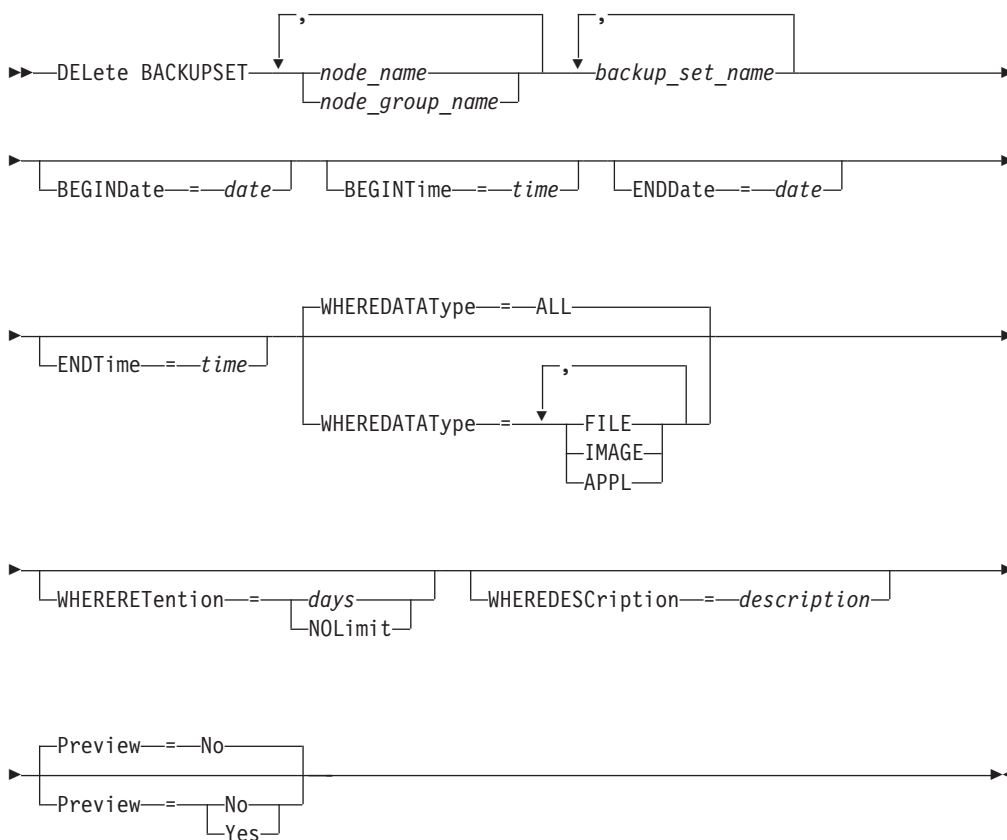 , ,
DELete BACKUPSET node_name backup_set_name
node_group_name
BEGINDate = date BEGINTime = time ENDDate = date
WHEREDATAType = ALL
ENDTime = time
,
WHEREDATAType = FILE
IMAGE
APPL
WHERERETention = days WHEREDESCription = description
NOLimit
Preview = No
Preview = No
Yes